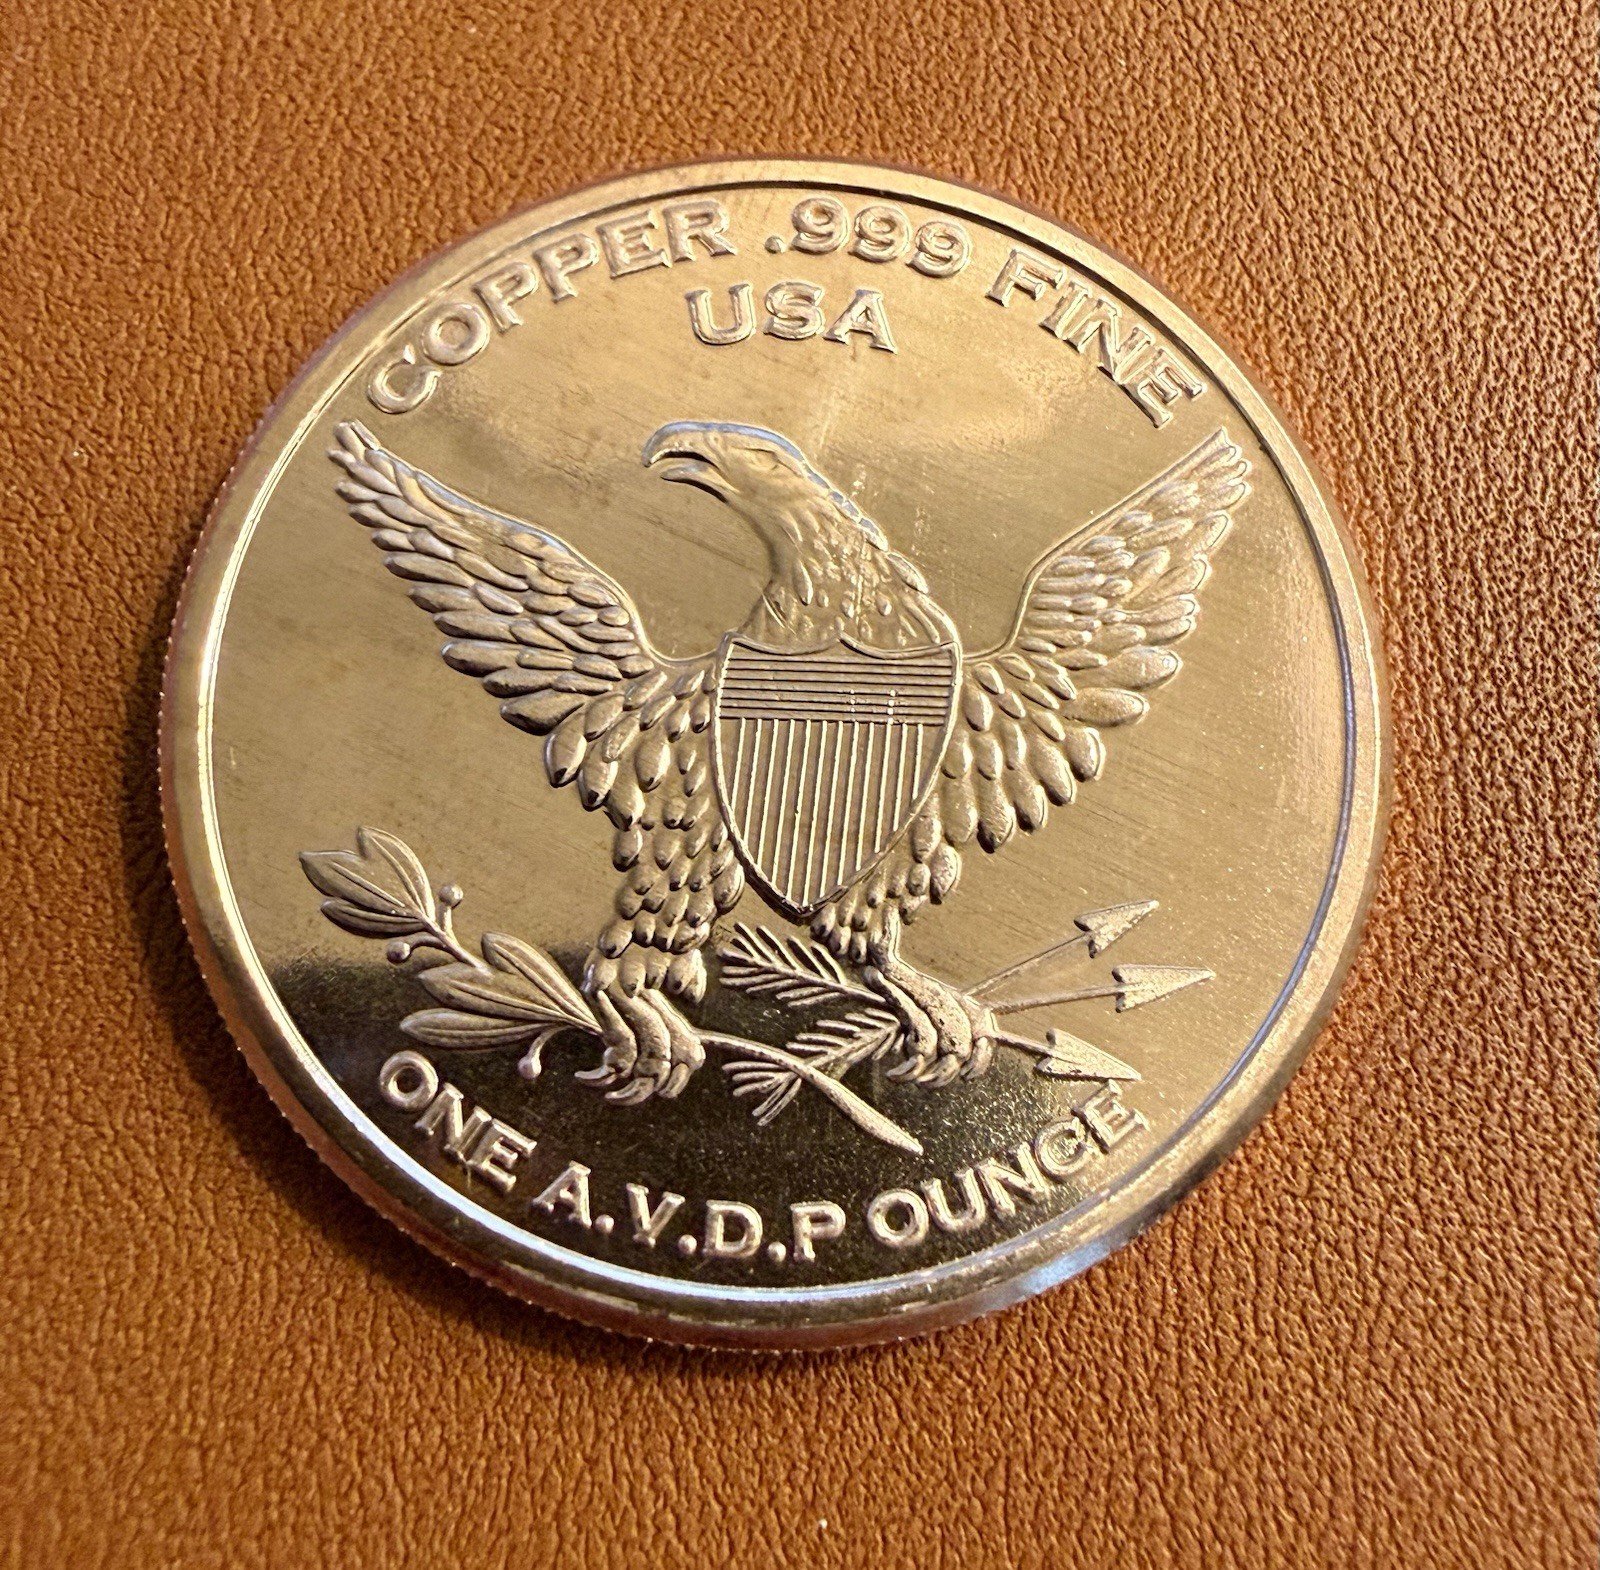 COPPER .999 FINE
USA
ONE A.V.D.P OUNCE